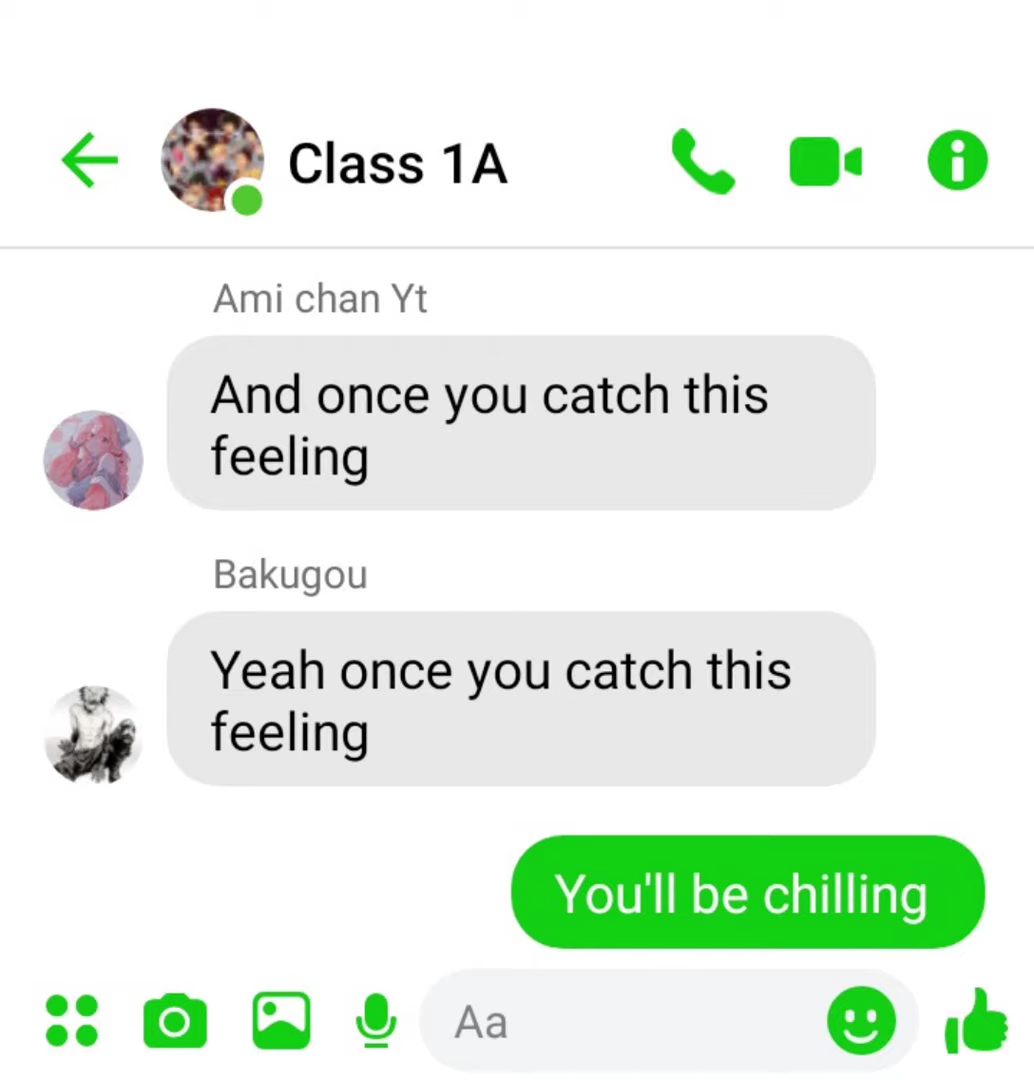 Class 1A
Ami chan Yt
And once you catch this
feeling
Bakugou
Yeah once you catch this
feeling
You'll be chilling
Aa